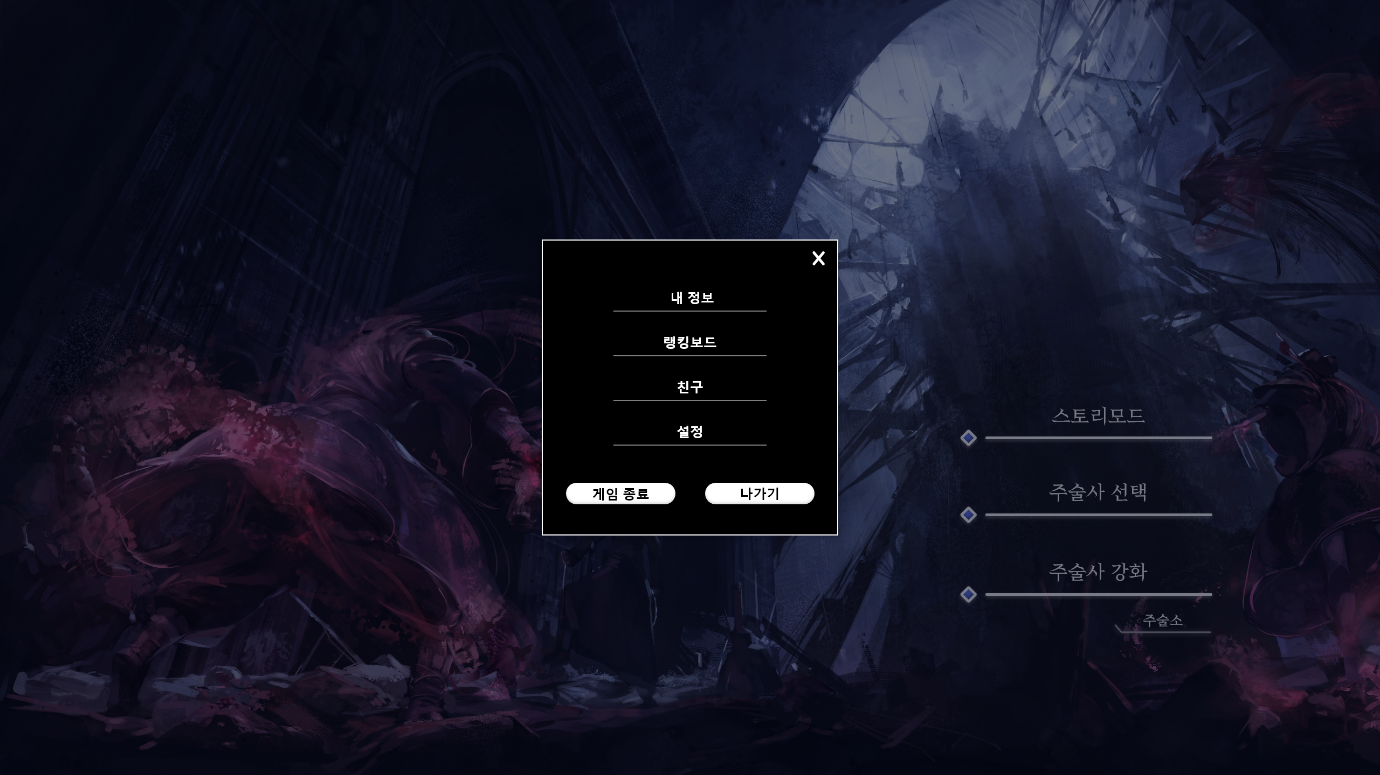 X
내 정보
랭킹보드
친구
설정
게임 종료
나가기
스토리모드
주술사 선택
주술사 강화
주술소